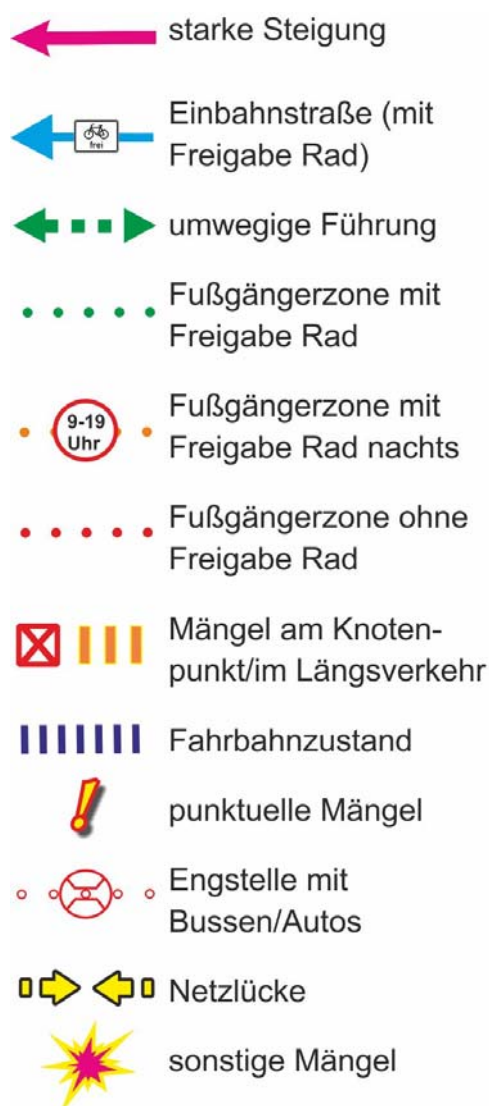 starke Steigung
Einbahnstraße (mit
frei
Freigabe Rad)
umwegige Führung
Fußgängerzone mit
Freigabe Rad
9-19
Uhr
Fußgängerzone mit
Freigabe Rad nachts
Fußgängerzone ohne
Freigabe Rad
Mängel am Knoten-
punkt/im Längsverkehr
Fahrbahnzustand
punktuelle Mängel
Engstelle mit
Bussen/Autos
Netzlücke
sonstige Mängel